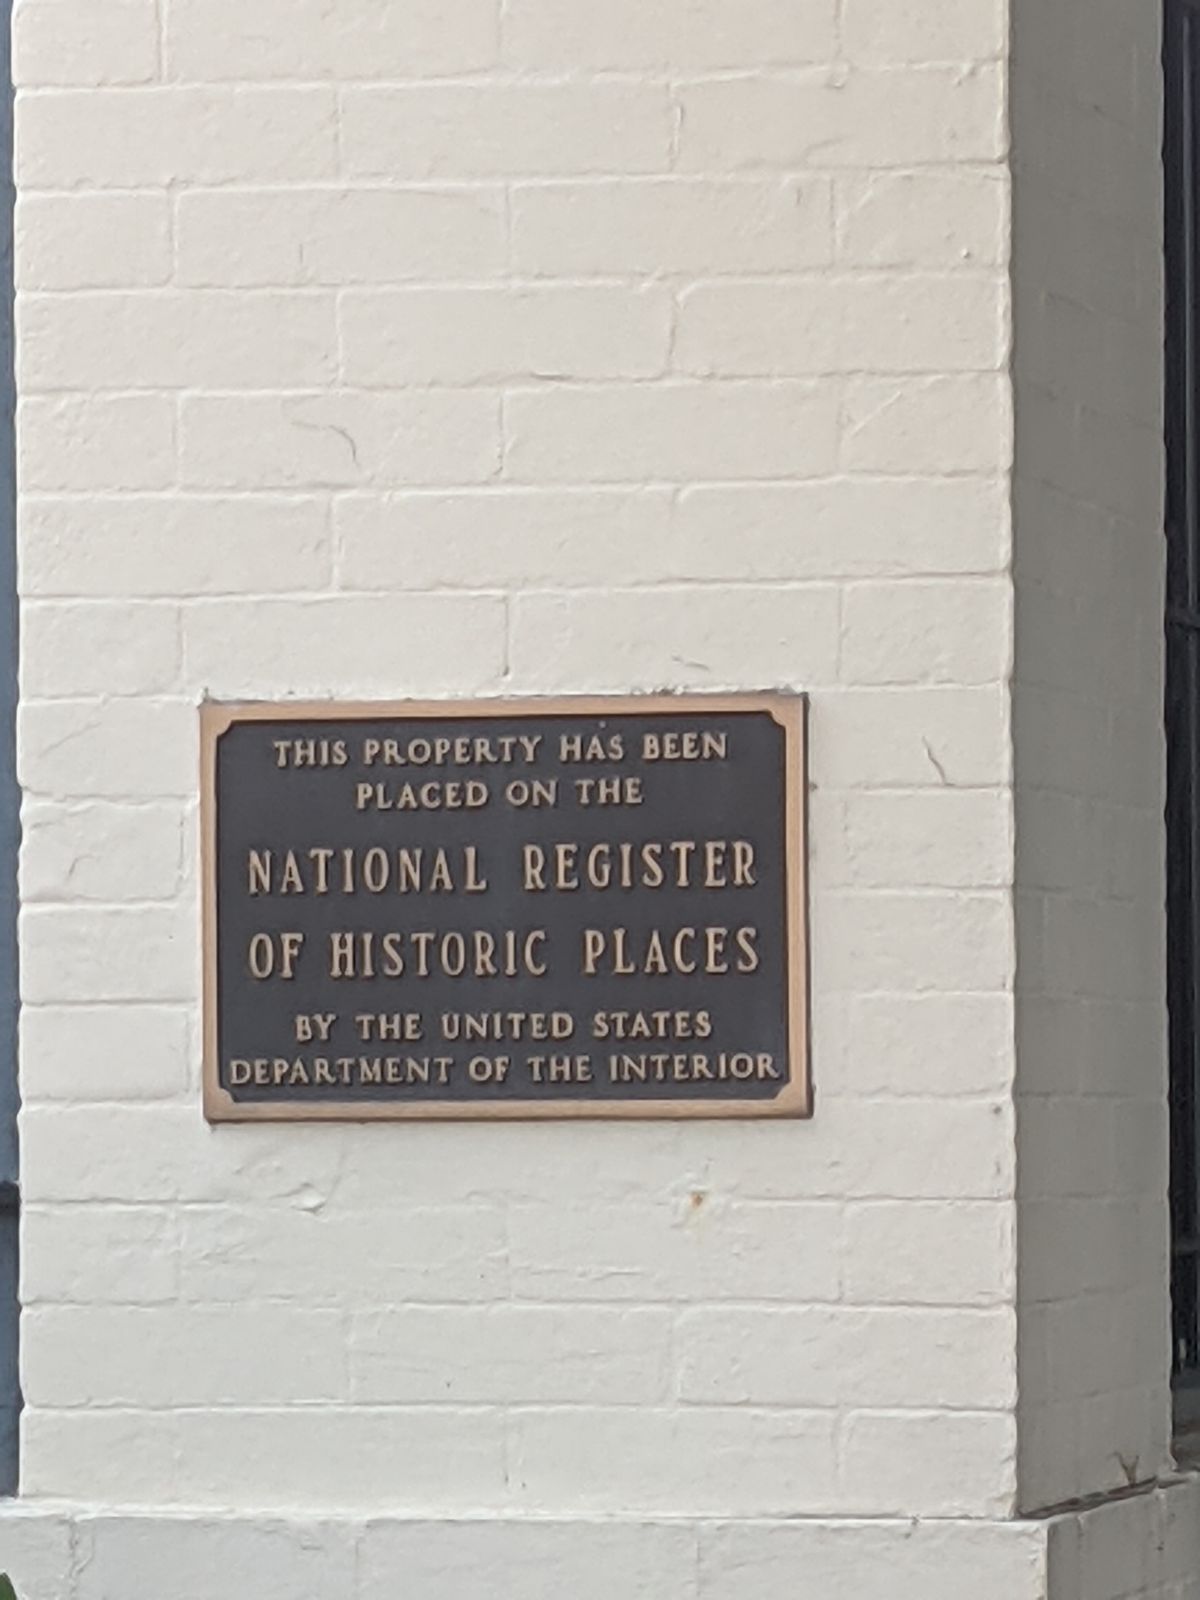 THIS PROPERTY HAS BEEN
PLACED ON THE
NATIONAL REGISTER
OF HISTORIC PLACES
BY THE UNITED STATES
DEPARTMENT OF THE INTERIOR